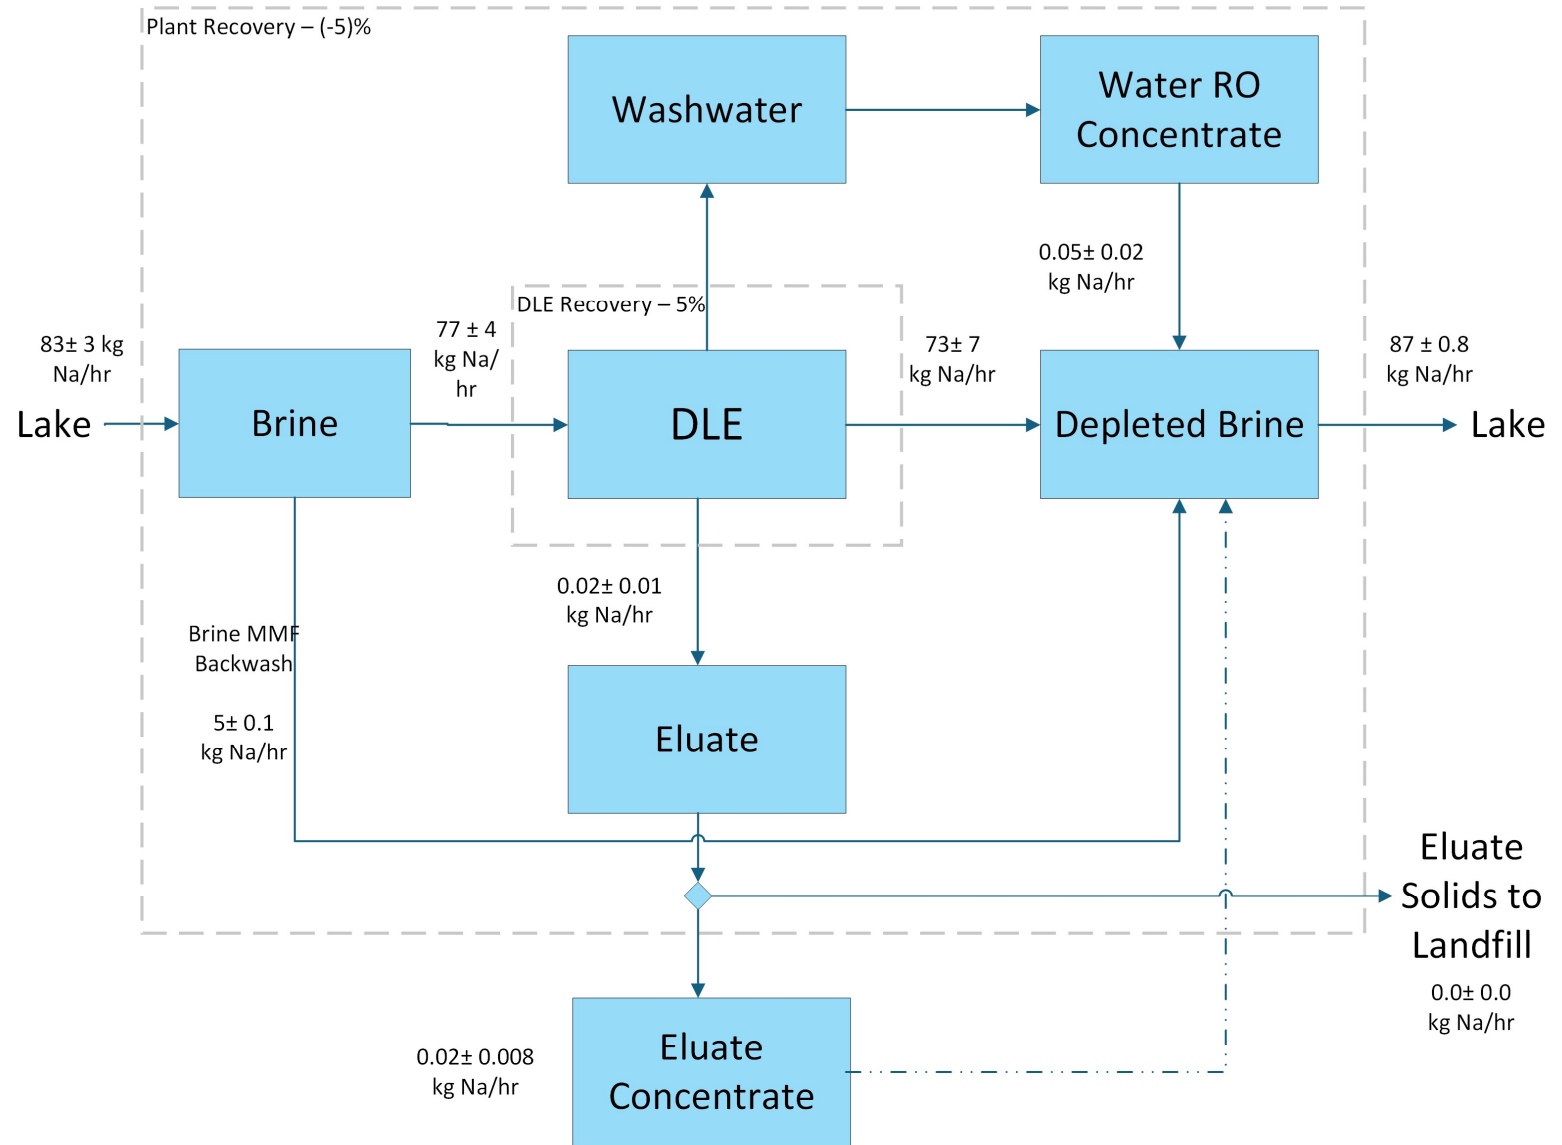 Plant Recovery – (-5)%
Washwater
Water RO
Concentrate
0.05± 0.02
kg Na/hr
DLE Recovery – 5%
83± 3 kg
Na/hr
77 ± 4
kg Na/
hr
73± 7
kg Na/hr
87 ± 0.8
kg Na/hr
Lake
Brine
DLE
Depleted Brine
Lake
0.02± 0.01
kg Na/hr
Brine MMF
Backwash
5± 0.1
kg Na/hr
Eluate
Eluate
Solids to
Landfill
0.0± 0.0
kg Na/hr
0.02± 0.008
kg Na/hr
Eluate
Concentrate